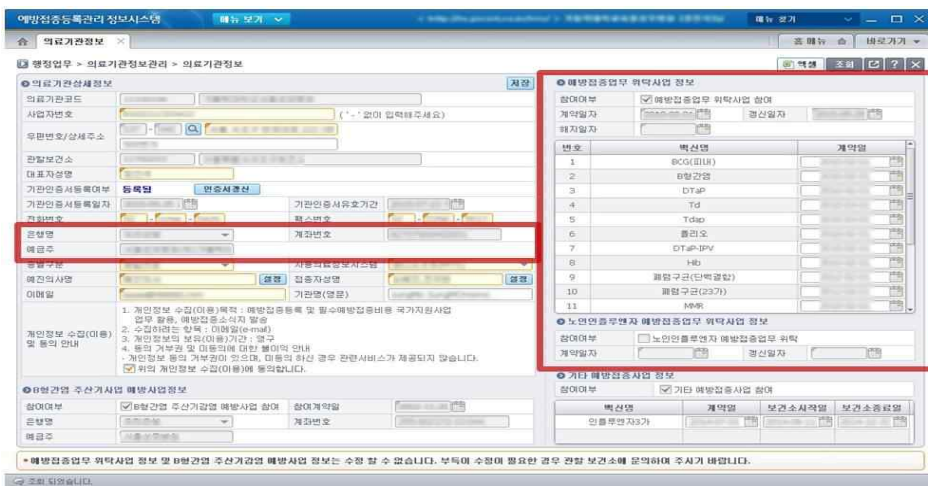 예방접종등록관리 정보시스템
메뉴 보기
메뉴 찾기
의료기관정보
홈 메뉴
바로가기
행정업무 > 의료기관정보관리 > 의료기관정보
엑셀 조회
의료기관상세정보
저장
의료기관코드
사업자번호
( '-' 없이 입력해주세요)
우편번호/상세주소
관할보건소
대표자성명
기관인증서등록여부 등록됨 인증서갱신
기관인증서등록일자 기관인증서유효기간
전화번호 팩스번호
은행명 계좌번호
예금주
종별구분 사용의료정보시스템
예진의사명 설정 접종자성명 설정
이메일 기관명(영문)
개인정보 수집(이용) 및 동의 안내
1. 개인정보 수집(이용)목적 : 예방접종등록 및 필수예방접종비용 국가지원사업
업무 활용, 예방접종소식지 발송
2. 수집하려는 항목 : 이메일(e-mail)
3. 개인정보의 보유(이용)기간 : 영구
4. 동의 거부권 및 미동의에 대한 불이익 안내
- 개인정보 동의 거부권이 있으며, 미동의 하신 경우 관련서비스가 제공되지 않습니다.
위의 개인정보 수집(이용)에 동의합니다.
B형간염 주산기사업 예방사업정보
참여여부 B형간염 주산기감염 예방사업 참여 참여계약일
은행명 계좌번호
예금주
예방접종업무 위탁사업 정보
참여여부 예방접종업무 위탁사업 참여
계약일자 갱신일자
해지일자
번호 백신명 계약일
1 BCG(피내)
2 B형간염
3 DTaP
4 Td
5 Tdap
6 폴리오
7 DTaP-IPV
8 Hib
9 폐렴구균(단백결합)
10 폐렴구균(23가)
11 MMR
노인인플루엔자 예방접종업무 위탁사업 정보
참여여부 노인인플루엔자 예방접종업무 위탁
계약일자 갱신일자
기타 예방접종사업 정보
참여여부 기타 예방접종사업 참여
백신명 계약일 보건소시작일 보건소종료일
인플루엔자3가
*예방접종업무 위탁사업 정보 및 B형간염 주산기감염 예방사업 정보는 수정 할 수 없습니다. 부득이 수정이 필요한 경우 관할 보건소에 문의하여 주시기 바랍니다.
조회 되었습니다.